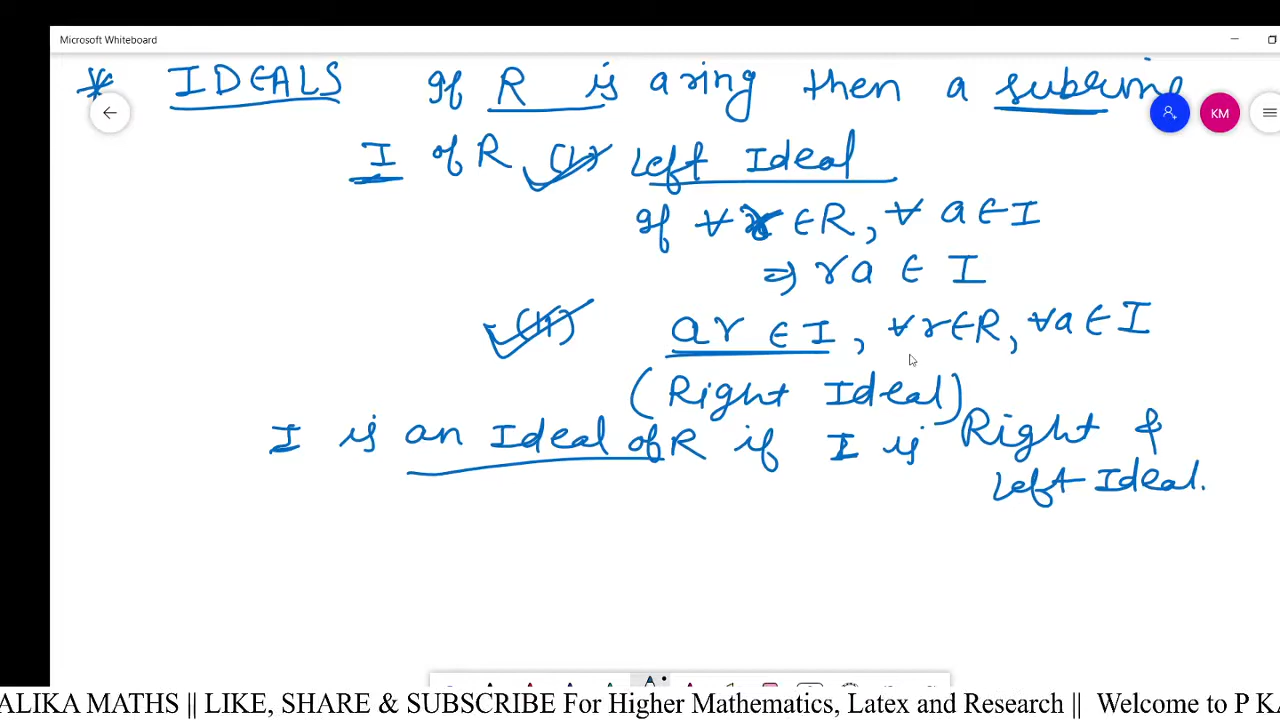 Microsoft Whiteboard
* IDEALS If R is a ring then a subring
KM
I of R (i) Left Ideal
If ∀ r ∈ R, ∀ a ∈ I
⇒ ra ∈ I
(ii) ar ∈ I, ∀ r ∈ R, ∀ a ∈ I
(Right Ideal)
I is an Ideal of R if I is Right &
Left Ideal.
ALIKA MATHS || LIKE, SHARE & SUBSCRIBE For Higher Mathematics, Latex and Research || Welcome to P KA